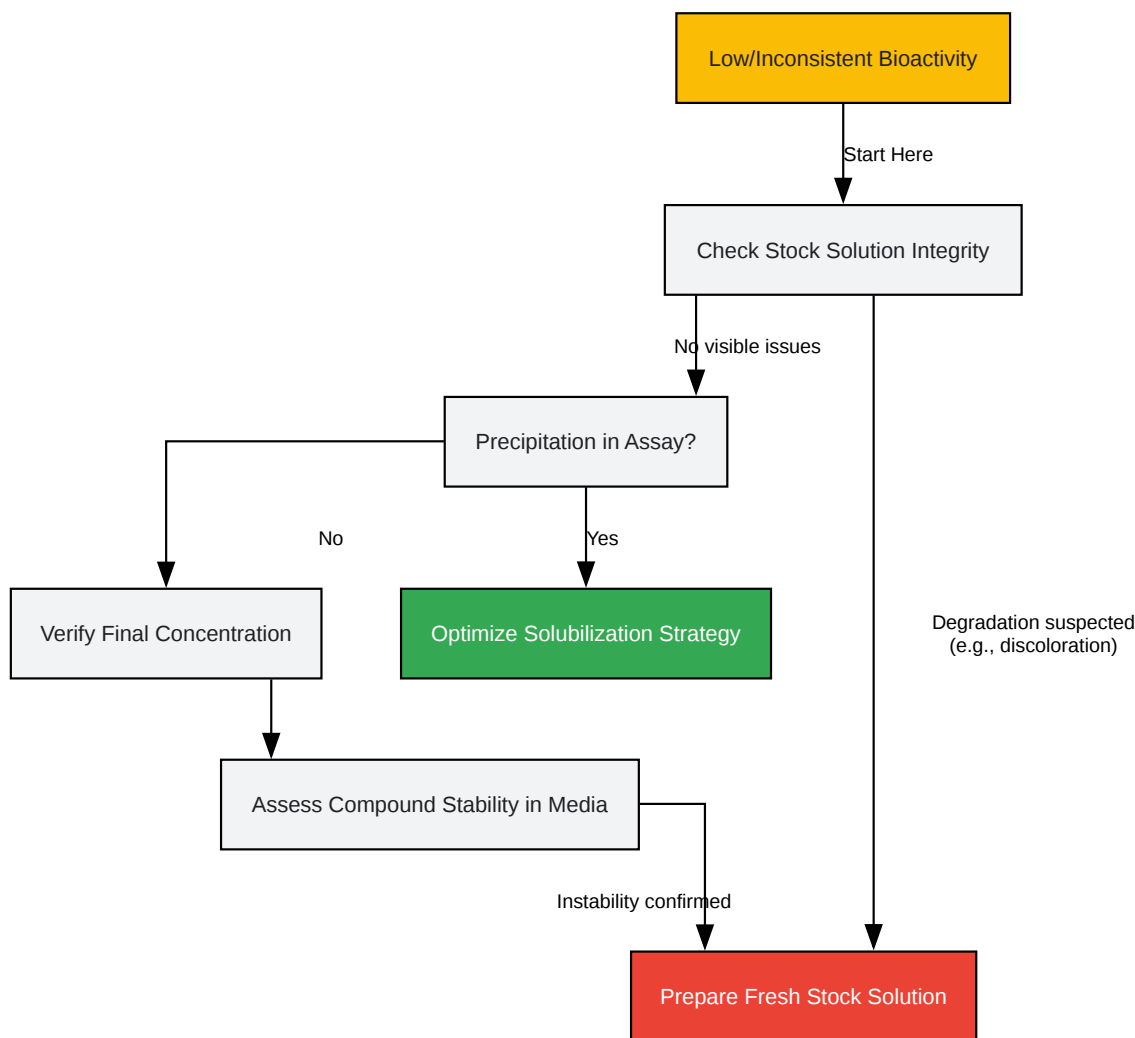 Low/Inconsistent Bioactivity
Start Here
Check Stock Solution Integrity
No visible issues
Precipitation in Assay?
No
Yes
Verify Final Concentration
Optimize Solubilization Strategy
Degradation suspected
(e.g., discoloration)
Assess Compound Stability in Media
Instability confirmed
Prepare Fresh Stock Solution